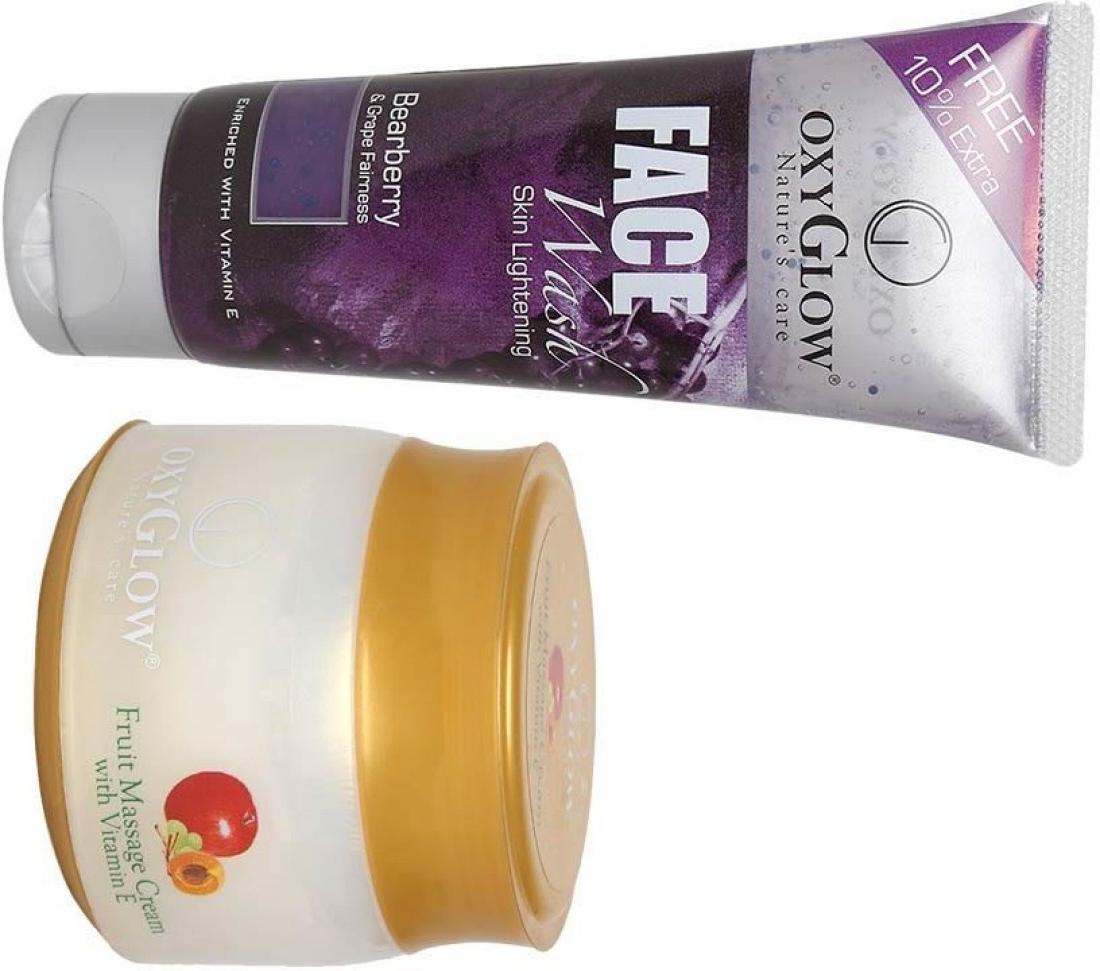 FREE
10% Extra
OXYGLOW®
Nature's care
FACE
Wash
Skin Lightening
Bearberry
& Grape Fairness
ENRICHED WITH VITAMIN E
OXYGLOW®
Nature's care
Fruit Massage Cream
with Vitamin E